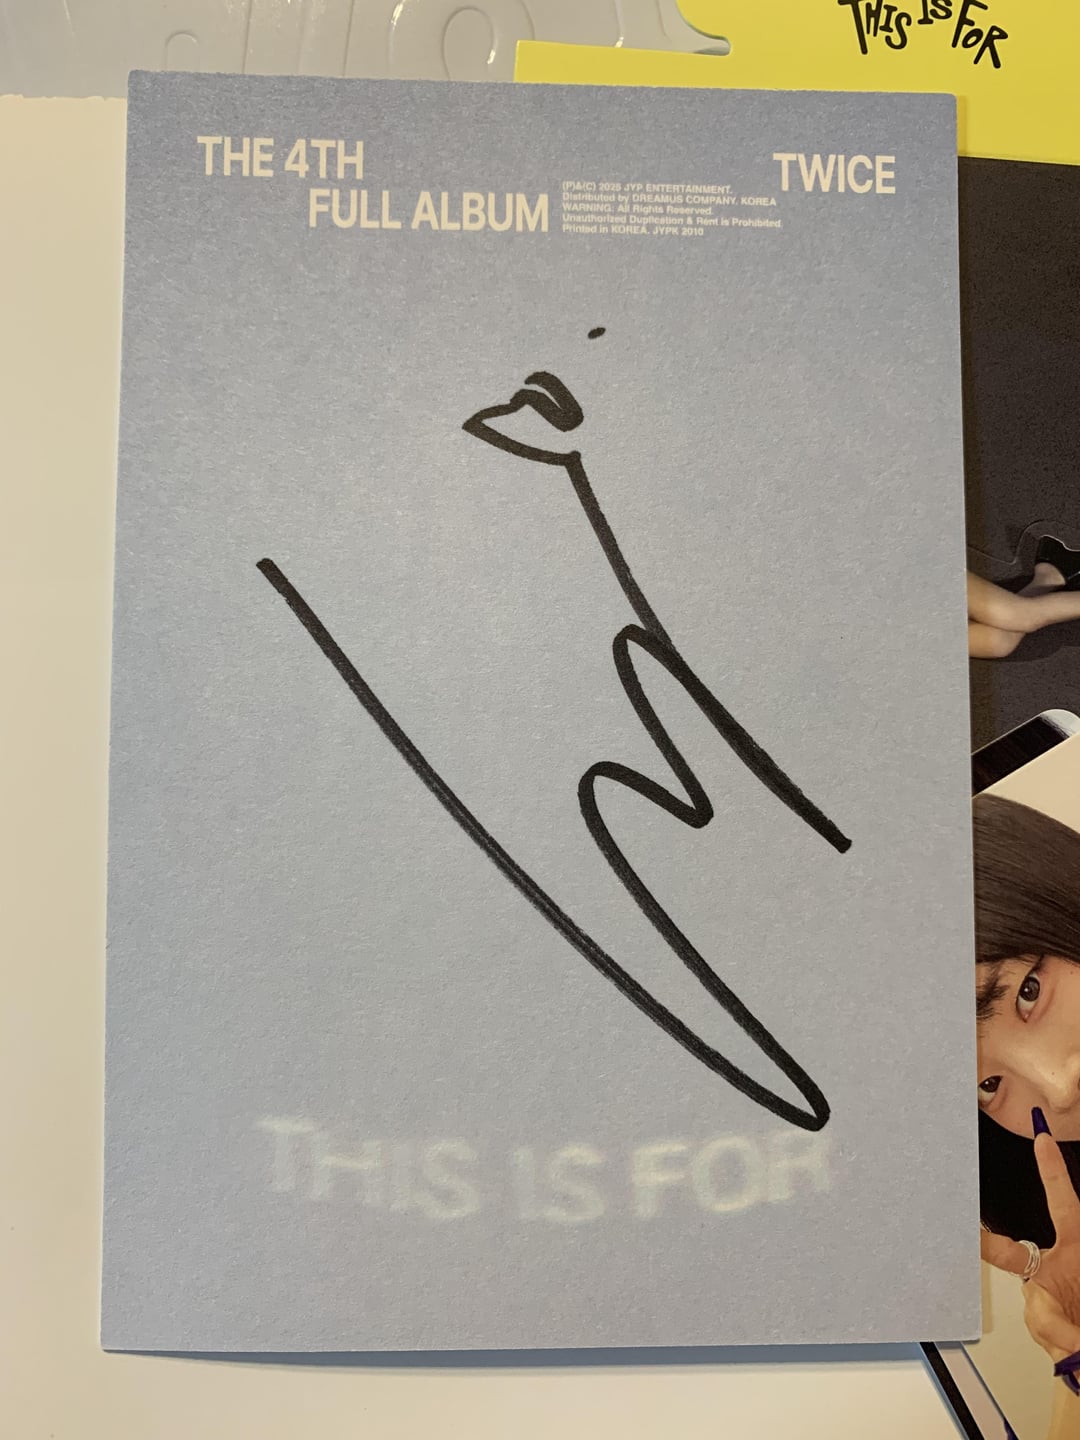 THIS IS FOR
THE 4TH
FULL ALBUM
(P)&(C) 2025 JYP ENTERTAINMENT.
Distributed by DREAMUS COMPANY. KOREA
WARNING: All Rights Reserved.
Unauthorized Duplication & Rent is Prohibited.
Printed in KOREA. JYPK 2010
TWICE
THIS IS FOR